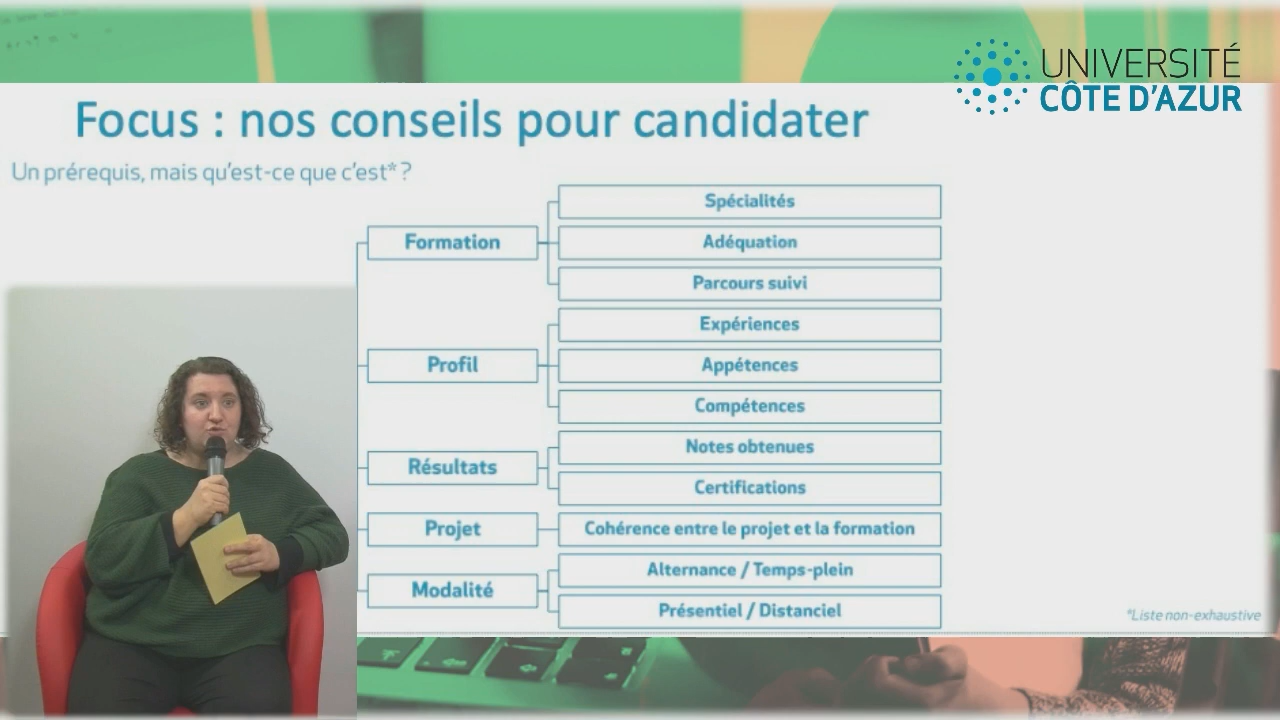 UNIVERSITÉ
CÔTE D'AZUR
Focus : nos conseils pour candidater
Un prérequis, mais qu'est-ce que c'est* ?
Formation
Spécialités
Adéquation
Parcours suivi
Profil
Expériences
Appétences
Compétences
Résultats
Notes obtenues
Certifications
Projet
Cohérence entre le projet et la formation
Modalité
Alternance / Temps-plein
Présentiel / Distanciel
*Liste non-exhaustive